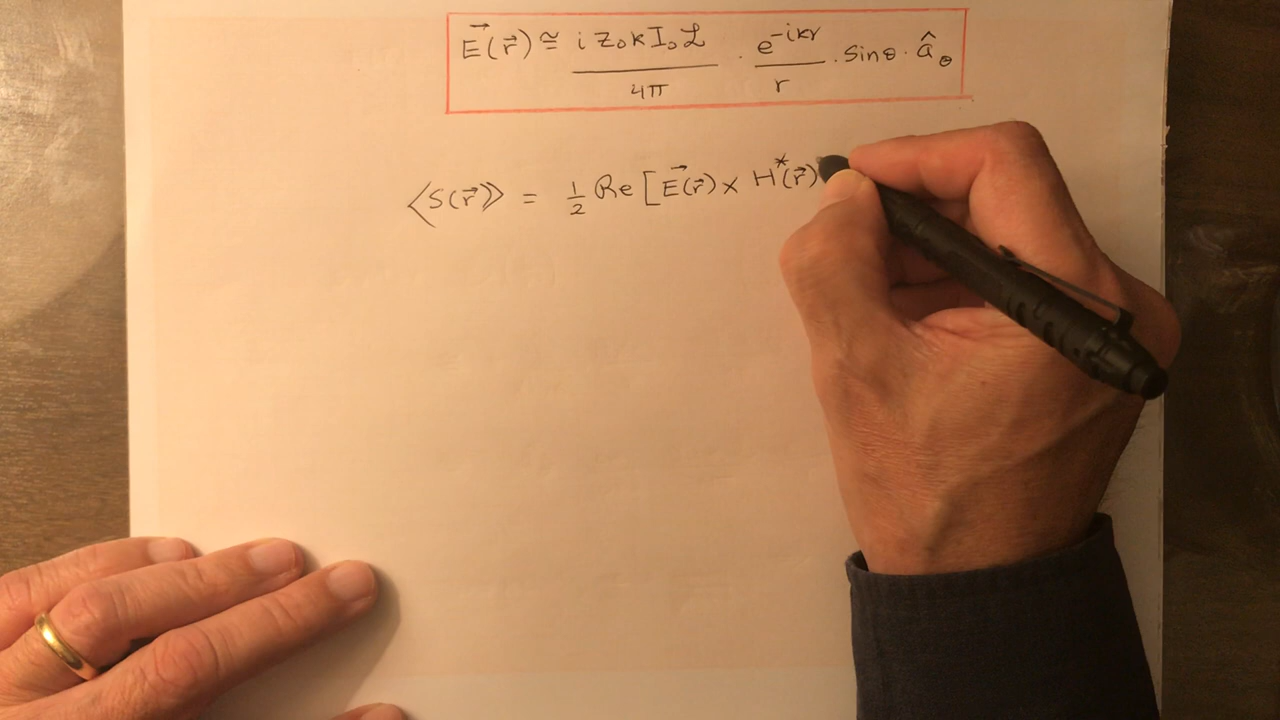 E⃗(r⃗) ≅ i Z₀ k I₀ ℒ / 4π · e^{-ikr} / r · sinθ · â_θ
⟨S(r⃗)⟩ = 1/2 Re[E⃗(r⃗) × H*(r⃗)